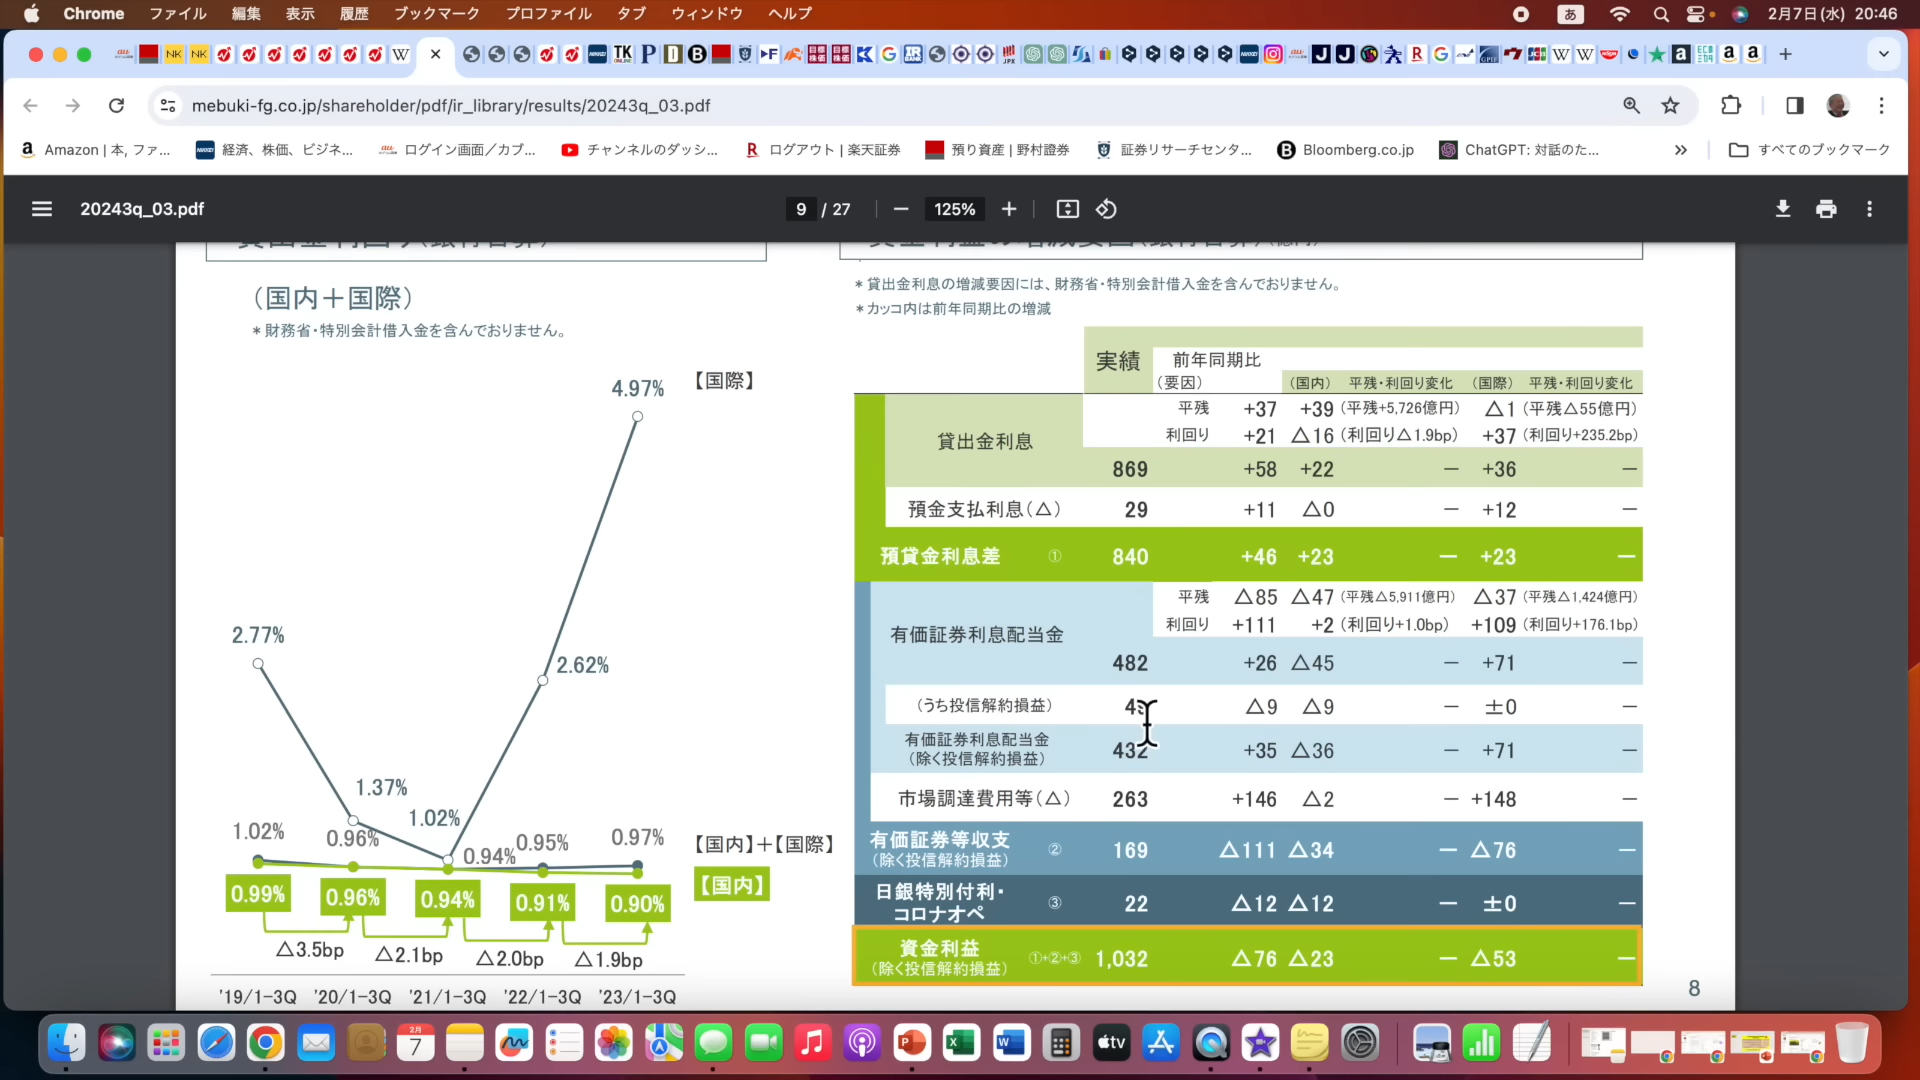 Chrome ファイル 編集 表示 履歴 ブックマーク プロファイル タブ ウィンドウ ヘルプ
あ 2月7日(水) 20:46
mebuki-fg.co.jp/shareholder/pdf/ir_library/results/20243q_03.pdf
Amazon | 本, ファ... 経済、株価、ビジネ... ログイン画面／カブ... チャンネルのダッシ... ログアウト | 楽天証券 預り資産 | 野村證券 証券リサーチセンタ... Bloomberg.co.jp ChatGPT: 対話のた... » すべてのブックマーク
20243q_03.pdf 9 / 27 125%
（国内＋国際）
＊財務省・特別会計借入金を含んでおりません。
4.97%
【国際】
2.77%
2.62%
1.37%
1.02%
1.02% 0.96% 0.94% 0.95% 0.97%
【国内】＋【国際】
0.99% 0.96% 0.94% 0.91% 0.90%
【国内】
△3.5bp △2.1bp △2.0bp △1.9bp
'19/1-3Q '20/1-3Q '21/1-3Q '22/1-3Q '23/1-3Q
＊貸出金利息の増減要因には、財務省・特別会計借入金を含んでおりません。
＊カッコ内は前年同期比の増減
実績 前年同期比
（要因） （国内） 平残・利回り変化 （国際） 平残・利回り変化
貸出金利息
平残 +37 +39 (平残+5,726億円) △1 (平残△55億円)
利回り +21 △16 (利回り△1.9bp) +37 (利回り+235.2bp)
869 +58 +22 － +36 －
預金支払利息（△） 29 +11 △0 － +12 －
預貸金利息差 ① 840 +46 +23 － +23 －
有価証券利息配当金
平残 △85 △47 (平残△5,911億円) △37 (平残△1,424億円)
利回り +111 +2 (利回り+1.0bp) +109 (利回り+176.1bp)
482 +26 △45 － +71 －
（うち投信解約損益） △9 △9 － ±0 －
有価証券利息配当金
（除く投信解約損益） 432 +35 △36 － +71 －
市場調達費用等（△） 263 +146 △2 － +148 －
有価証券等収支
（除く投信解約損益） ② 169 △111 △34 － △76 －
日銀特別付利・
コロナオペ ③ 22 △12 △12 － ±0 －
資金利益
（除く投信解約損益） ①+②+③ 1,032 △76 △23 － △53 －
8